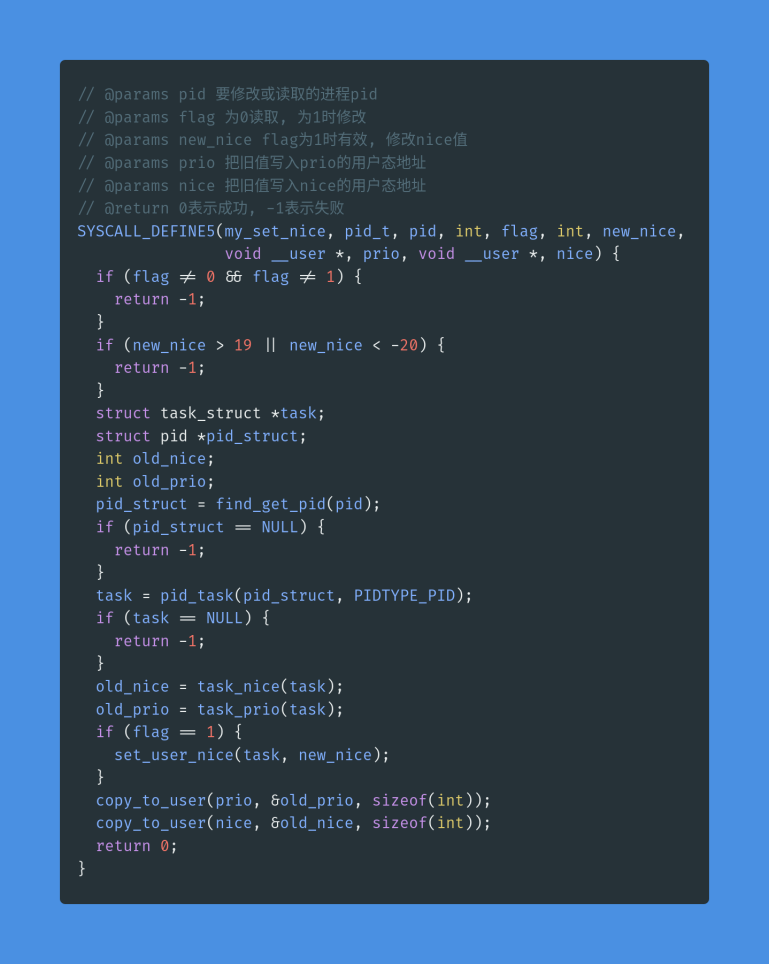 // @params pid 要修改或读取的进程pid
// @params flag 为0读取, 为1时修改
// @params new_nice flag为1时有效, 修改nice值
// @params prio 把旧值写入prio的用户态地址
// @params nice 把旧值写入nice的用户态地址
// @return 0表示成功, -1表示失败
SYSCALL_DEFINE5(my_set_nice, pid_t, pid, int, flag, int, new_nice,
                void __user *, prio, void __user *, nice) {
  if (flag != 0 && flag != 1) {
    return -1;
  }
  if (new_nice > 19 || new_nice < -20) {
    return -1;
  }
  struct task_struct *task;
  struct pid *pid_struct;
  int old_nice;
  int old_prio;
  pid_struct = find_get_pid(pid);
  if (pid_struct == NULL) {
    return -1;
  }
  task = pid_task(pid_struct, PIDTYPE_PID);
  if (task == NULL) {
    return -1;
  }
  old_nice = task_nice(task);
  old_prio = task_prio(task);
  if (flag == 1) {
    set_user_nice(task, new_nice);
  }
  copy_to_user(prio, &old_prio, sizeof(int));
  copy_to_user(nice, &old_nice, sizeof(int));
  return 0;
}